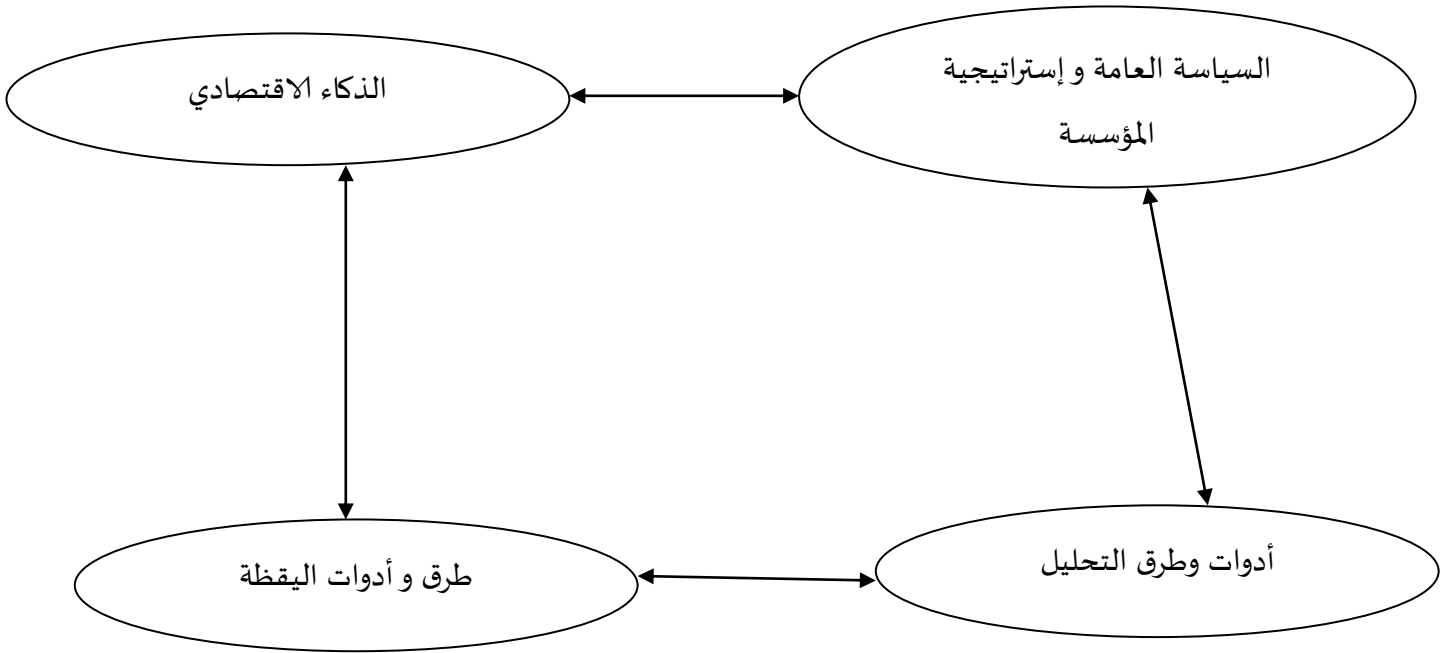 السياسة العامة و إستراتيجية
المؤسسة
الذكاء الاقتصادي
أدوات وطرق التحليل
طرق و أدوات اليقظة